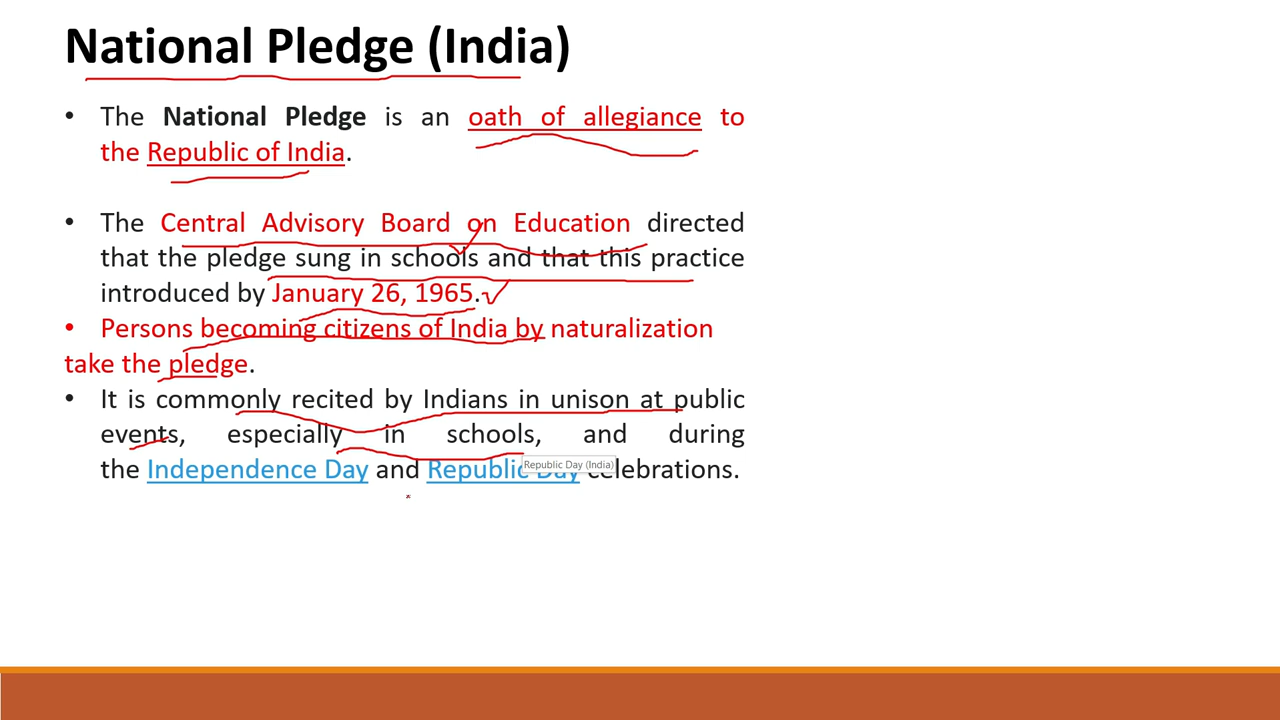 National Pledge (India)
• The National Pledge is an oath of allegiance to
the Republic of India.
• The Central Advisory Board on Education directed
that the pledge sung in schools and that this practice
introduced by January 26, 1965.
• Persons becoming citizens of India by naturalization
take the pledge.
• It is commonly recited by Indians in unison at public
events, especially in schools, and during
the Independence Day and Republic Day celebrations.
Republic Day (India)